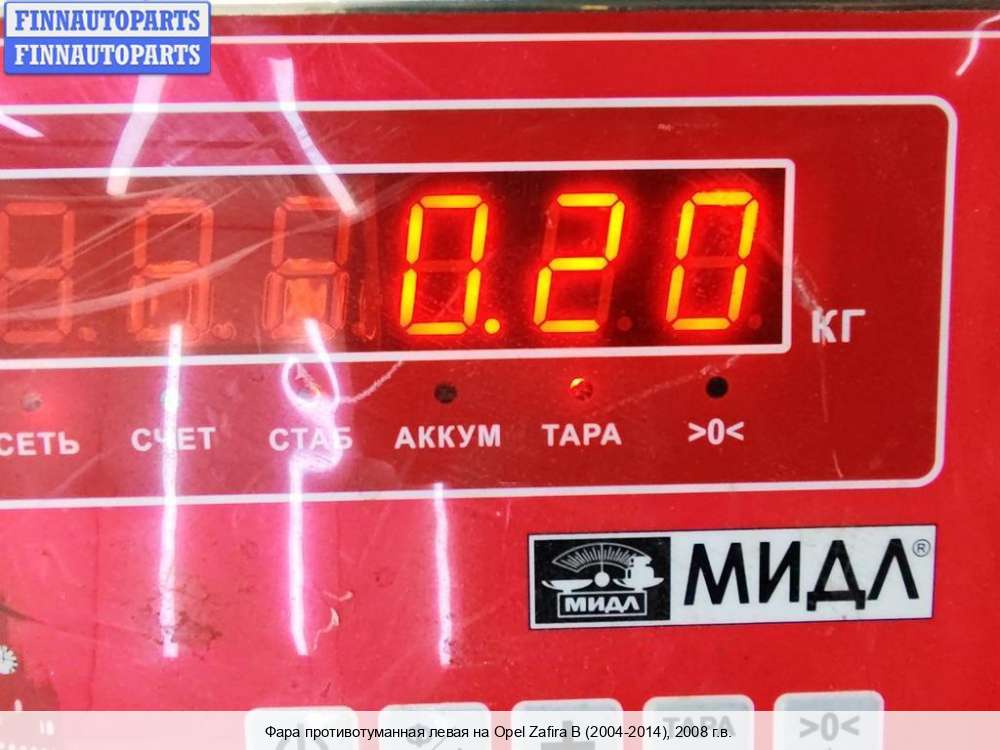 FINNAUTOPARTS
FINNAUTOPARTS
0.20
КГ
СЕТЬ СЧЕТ СТАБ АККУМ ТАРА >0<
МИДЛ МИДЛ®
ТАРА >0<
Фара противотуманная левая на Opel Zafira B (2004-2014), 2008 г.в.